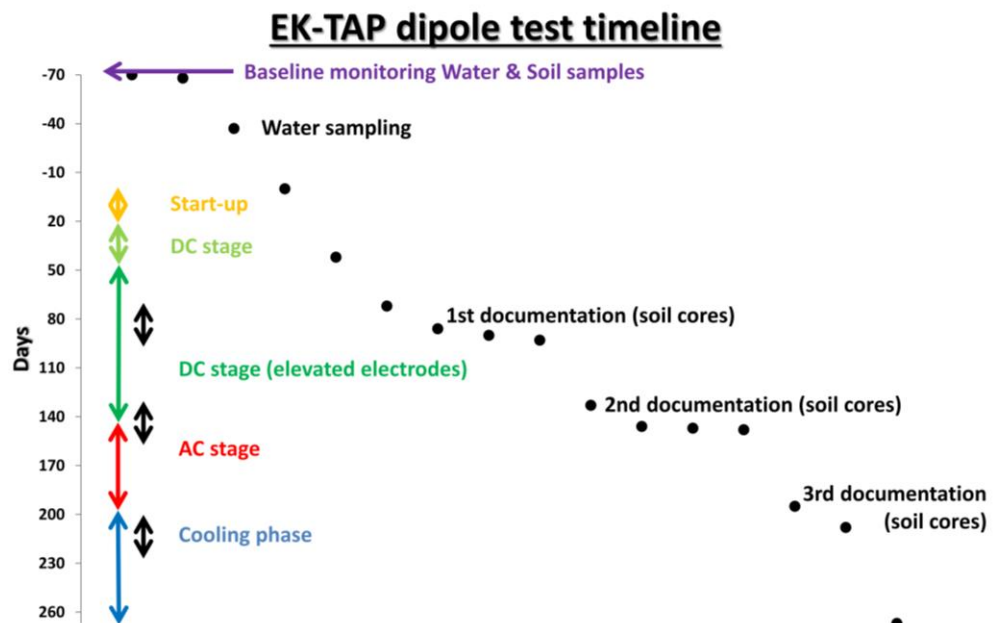 EK-TAP dipole test timeline
-70
Baseline monitoring Water & Soil samples
-40
Water sampling
-10
Start-up
20
DC stage
50
80
1st documentation (soil cores)
Days
110
DC stage (elevated electrodes)
140
2nd documentation (soil cores)
AC stage
170
3rd documentation
200
(soil cores)
Cooling phase
230
260